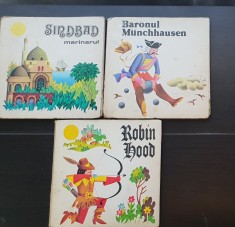 SINDBAD
marinarul
Baronul
Münchhausen
Robin
Hood